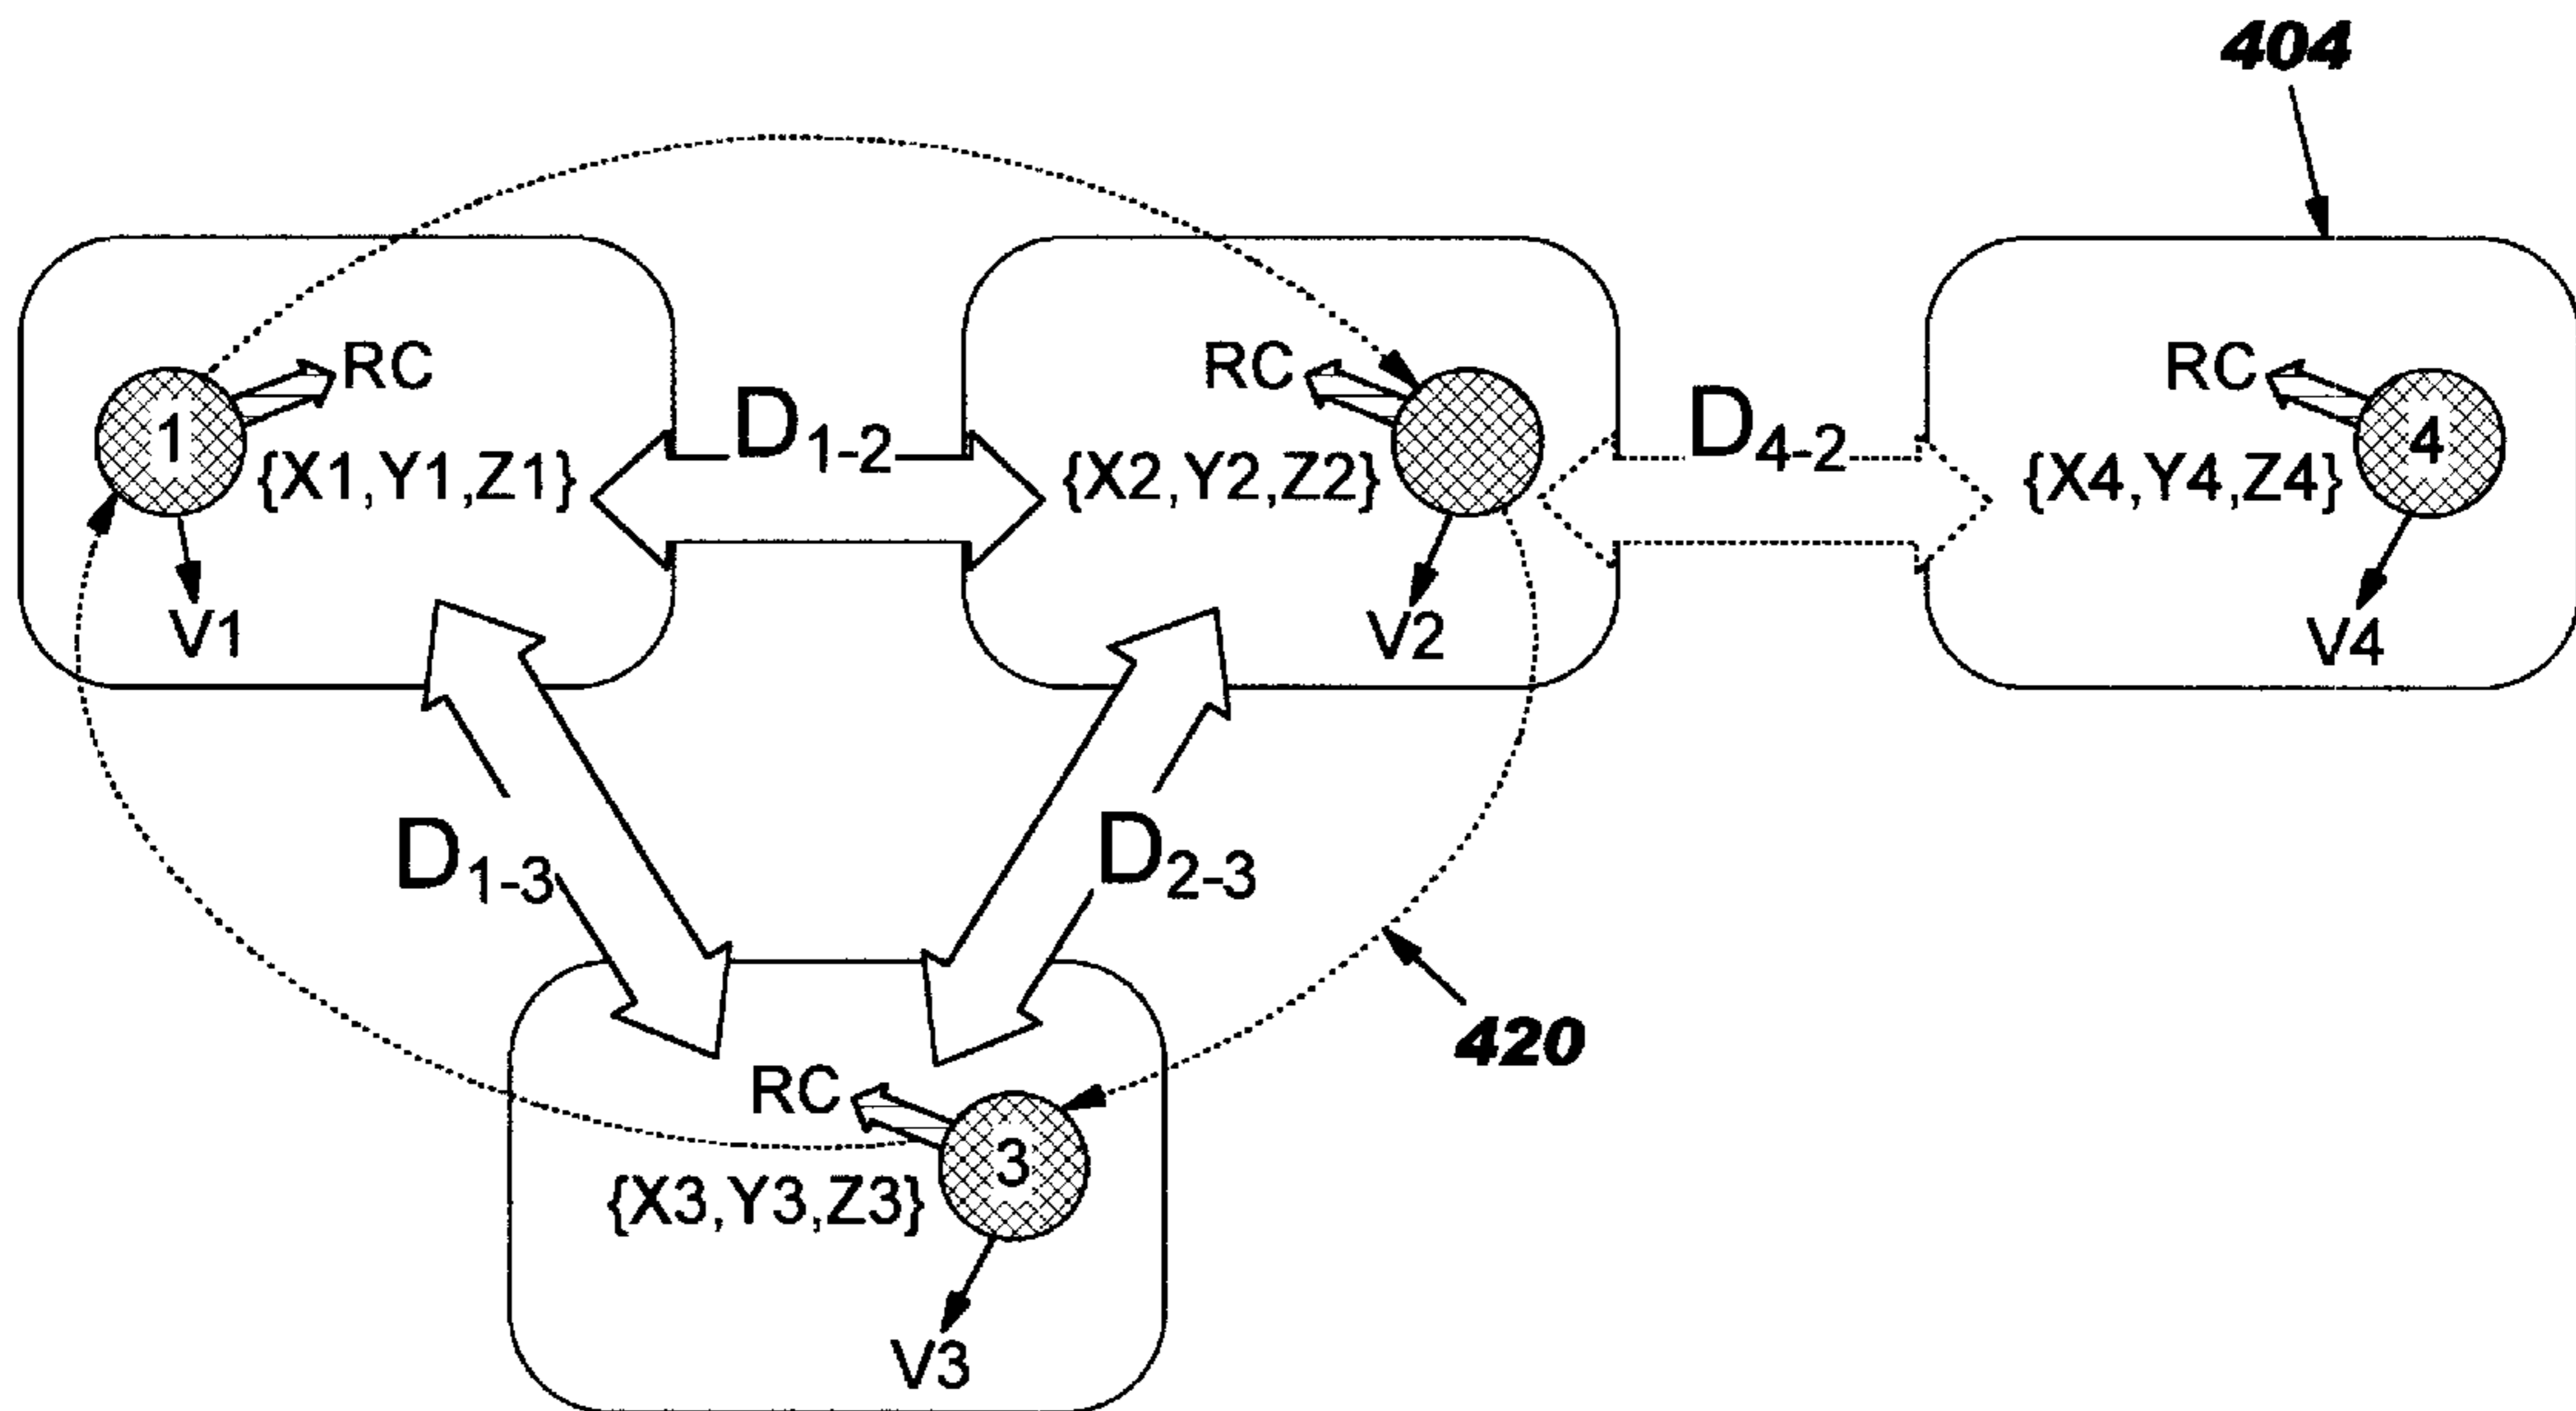 404
RC
RC
RC
1
D1-2
D4-2
4
{X1,Y1,Z1}
{X2,Y2,Z2}
{X4,Y4,Z4}
V1
V2
V4
D1-3
D2-3
420
RC
3
{X3,Y3,Z3}
V3